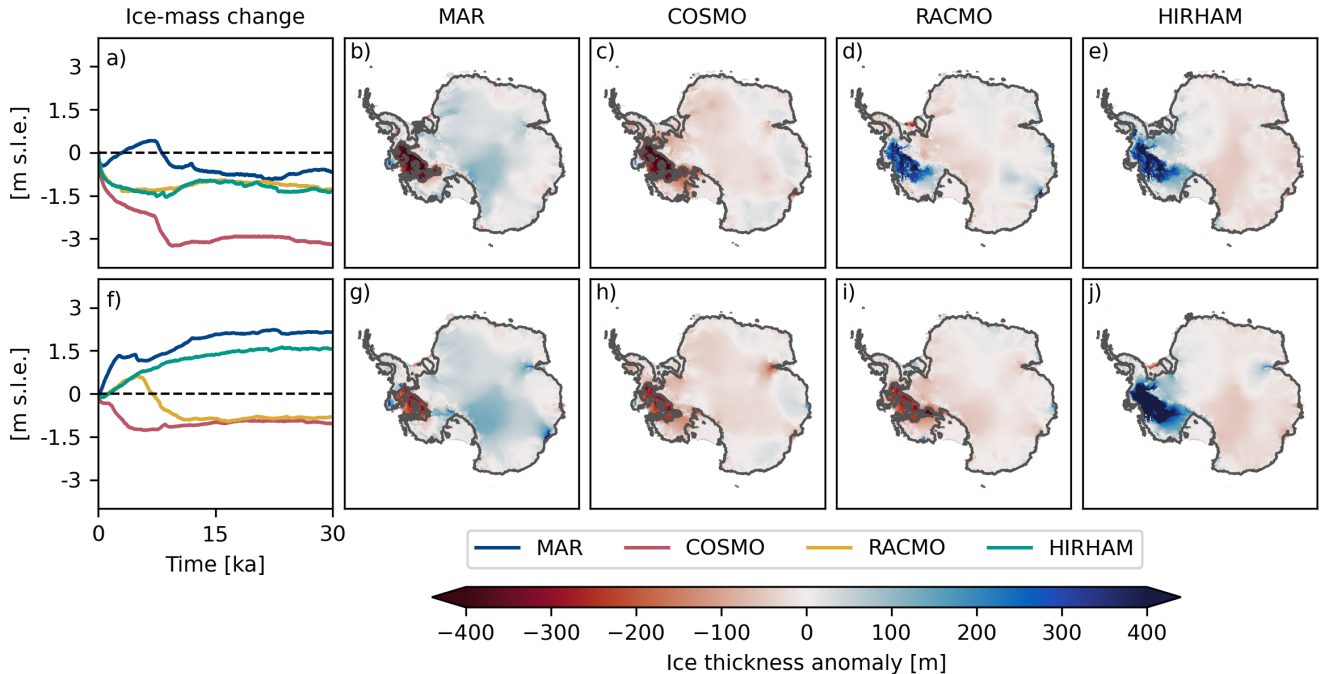 Ice-mass change MAR COSMO RACMO HIRHAM
a) b) c) d) e)
3
1.5
0
-1.5
-3
[m s.l.e.]
f) g) h) i) j)
3
1.5
0
-1.5
-3
[m s.l.e.]
0 15 30
Time [ka]
MAR COSMO RACMO HIRHAM
−400 −300 −200 −100 0 100 200 300 400
Ice thickness anomaly [m]